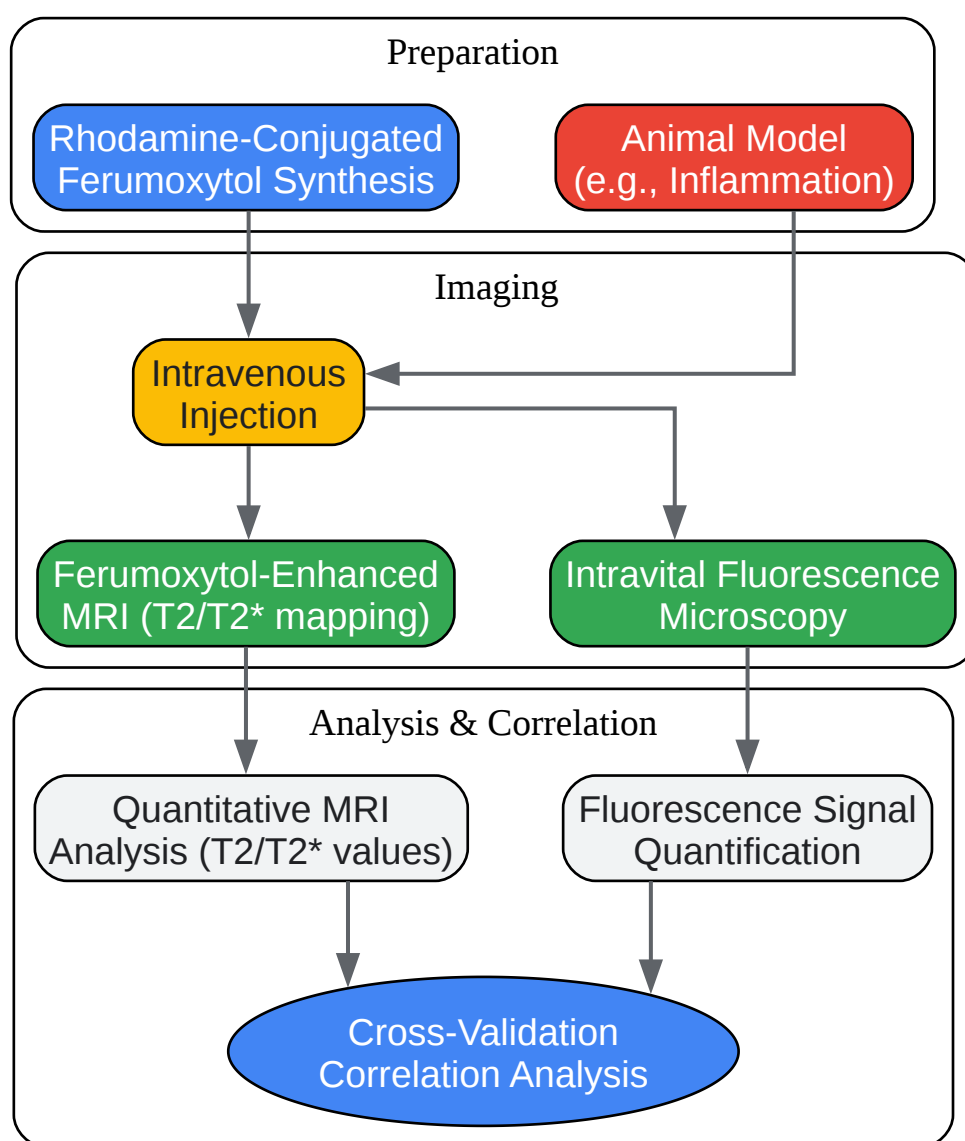 Preparation
Rhodamine-Conjugated
Ferumoxytol Synthesis
Animal Model
(e.g., Inflammation)
Imaging
Intravenous
Injection
Ferumoxytol-Enhanced
MRI (T2/T2* mapping)
Intravital Fluorescence
Microscopy
Analysis & Correlation
Quantitative MRI
Analysis (T2/T2* values)
Fluorescence Signal
Quantification
Cross-Validation
Correlation Analysis